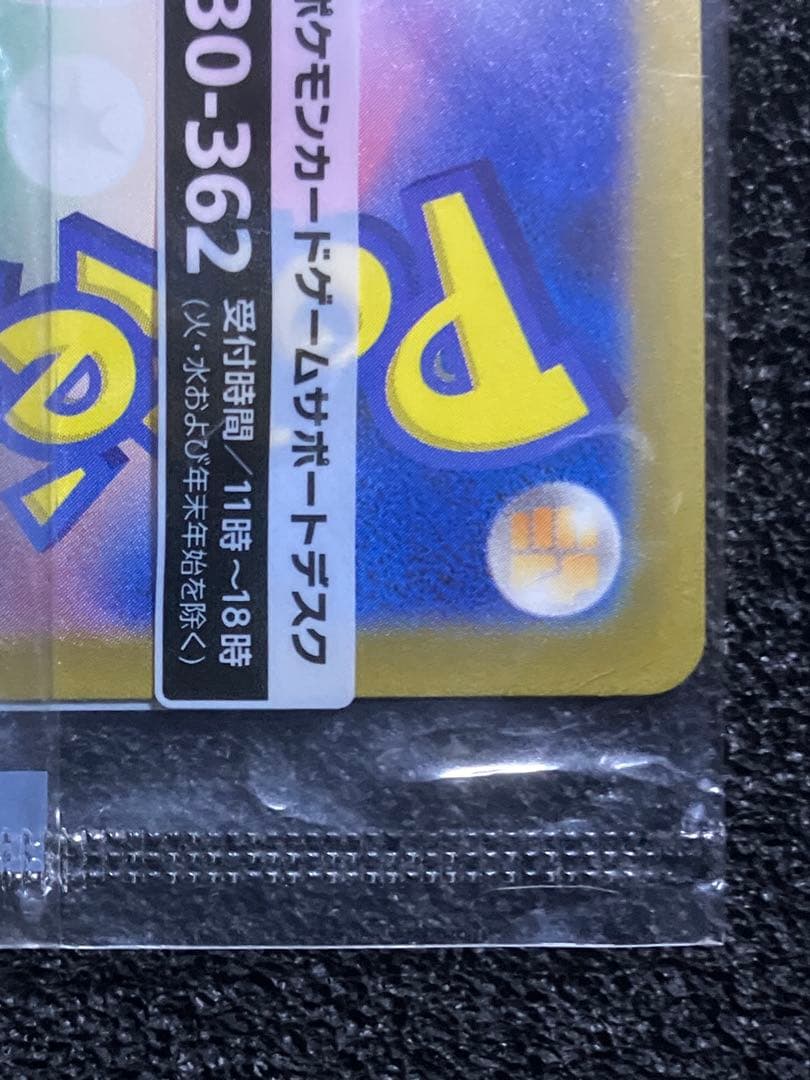 ポケモンカードゲームサポートデスク
30-362
受付時間/11時~18時
(火・水および年末年始を除く)
Poké